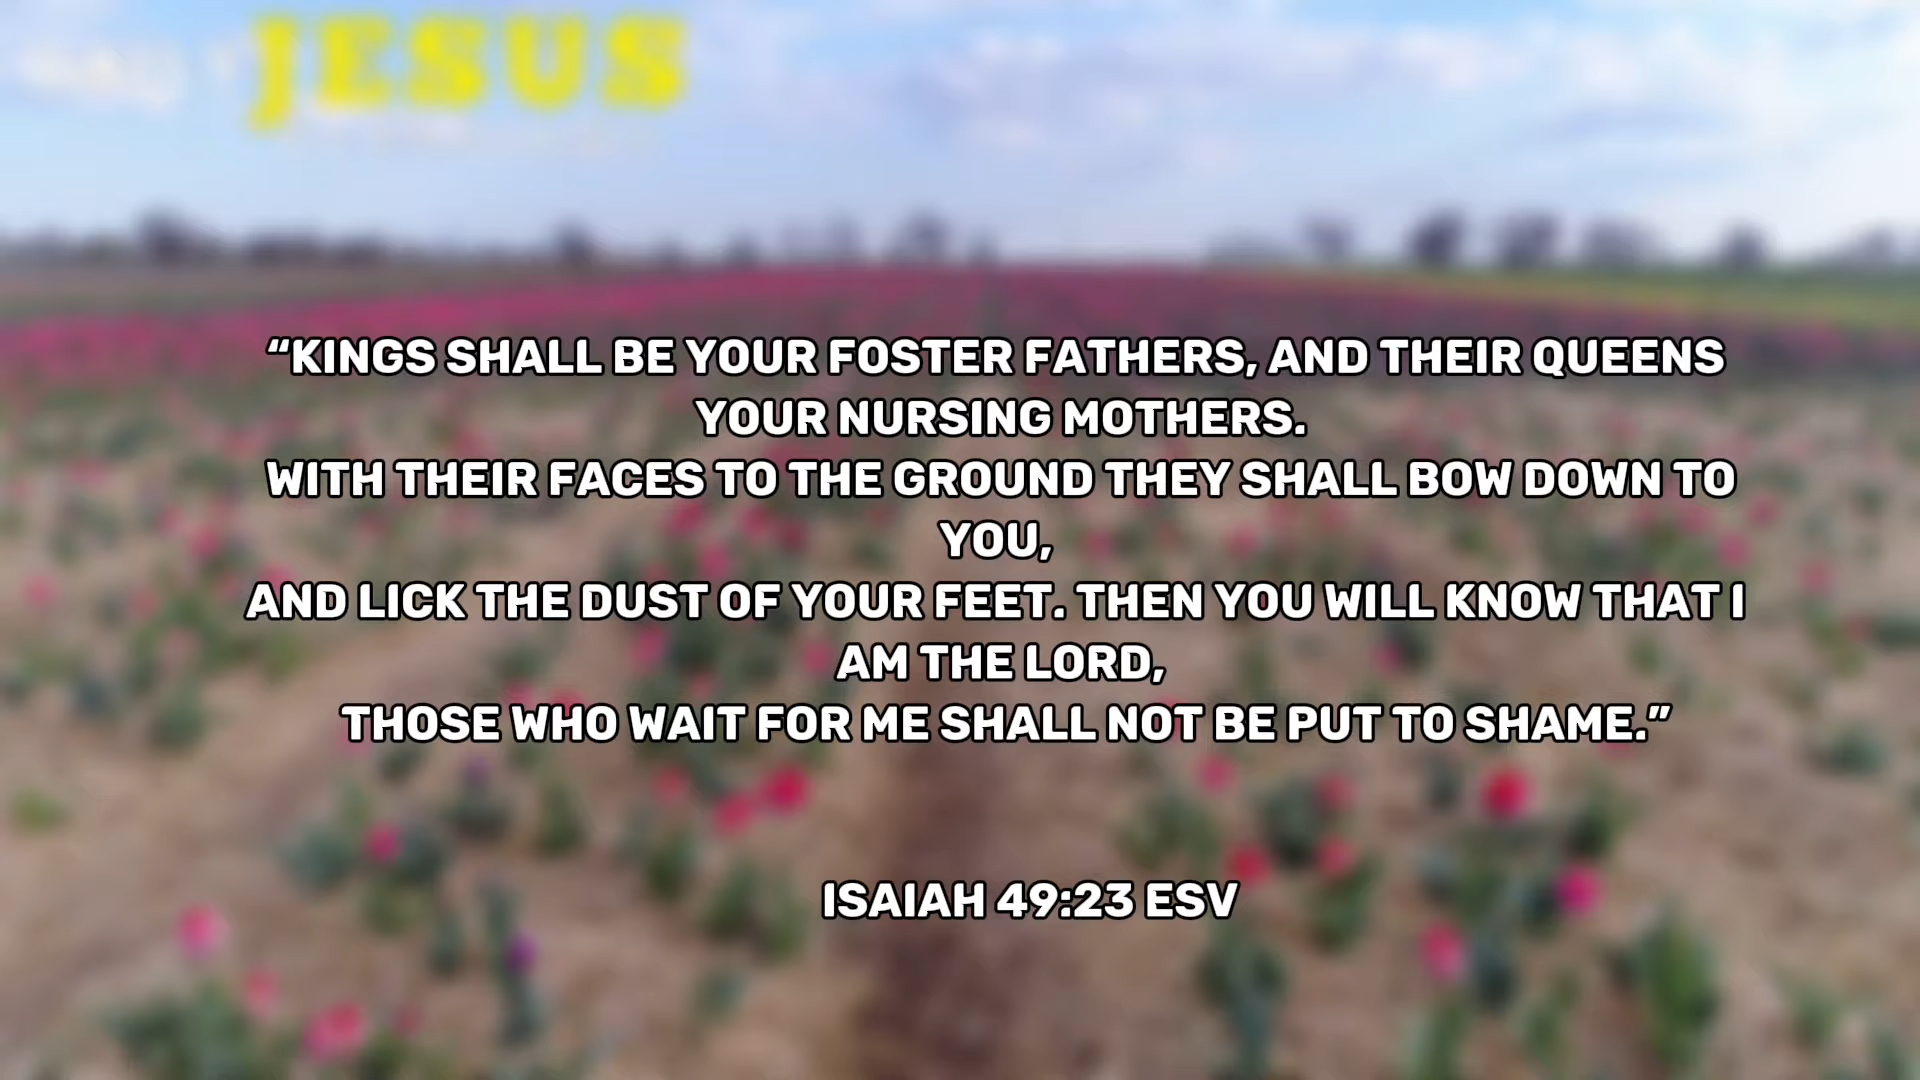 JESUS
“KINGS SHALL BE YOUR FOSTER FATHERS, AND THEIR QUEENS
YOUR NURSING MOTHERS.
WITH THEIR FACES TO THE GROUND THEY SHALL BOW DOWN TO
YOU,
AND LICK THE DUST OF YOUR FEET. THEN YOU WILL KNOW THAT I
AM THE LORD,
THOSE WHO WAIT FOR ME SHALL NOT BE PUT TO SHAME.”
ISAIAH 49:23 ESV